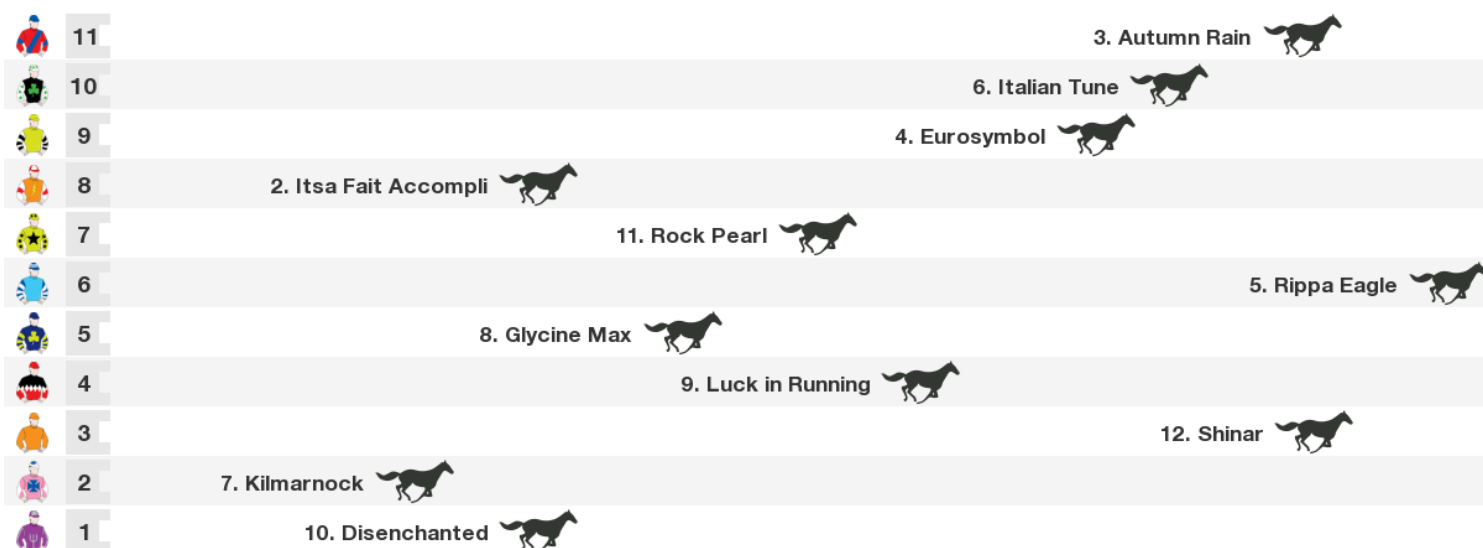 11 3. Autumn Rain
10 6. Italian Tune
9 4. Eurosymbol
8 2. Itsa Fait Accompli
7 11. Rock Pearl
6 5. Rippa Eagle
5 8. Glycine Max
4 9. Luck in Running
3 12. Shinar
2 7. Kilmarnock
1 10. Disenchanted